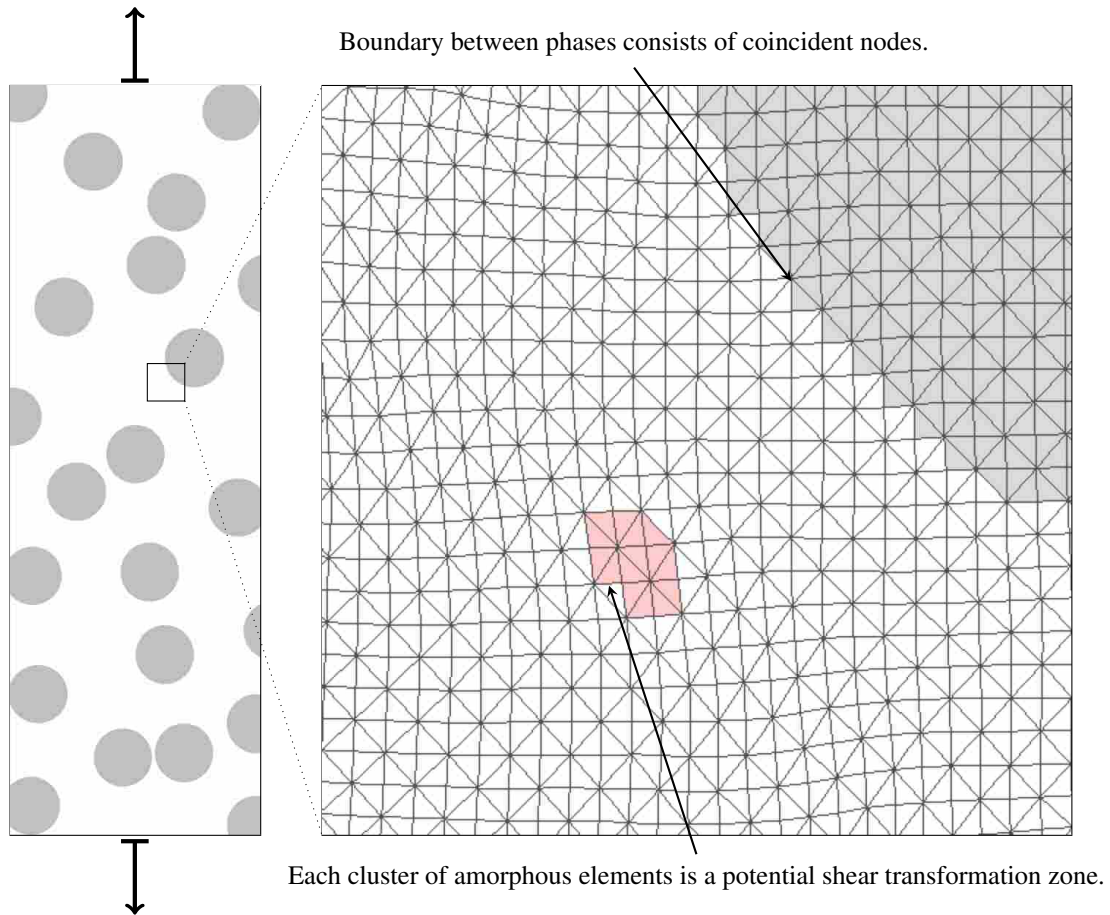 Boundary between phases consists of coincident nodes.
Each cluster of amorphous elements is a potential shear transformation zone.